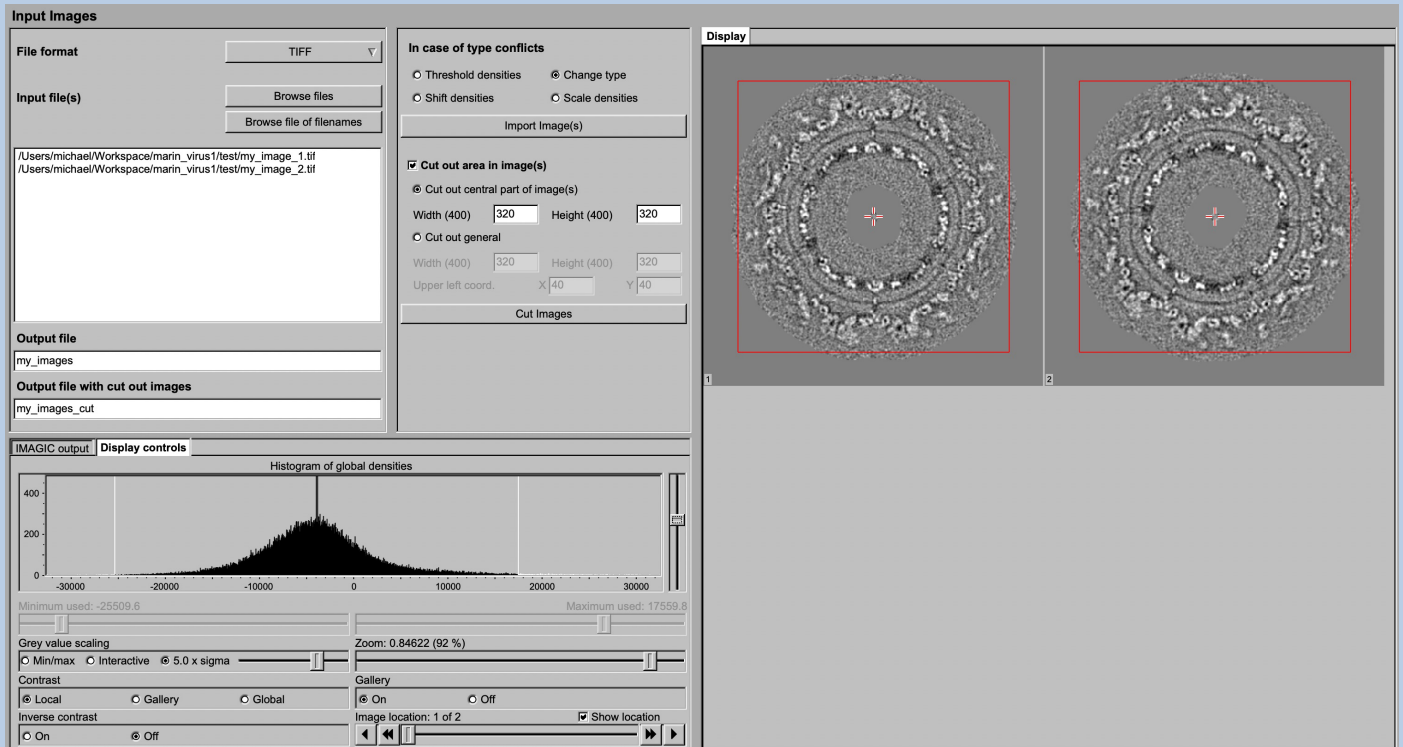 Input Images
File format
TIFF
Input file(s)
Browse files
Browse file of filenames
/Users/michael/Workspace/marin_virus1/test/my_image_1.tif
/Users/michael/Workspace/marin_virus1/test/my_image_2.tif
Output file
my_images
Output file with cut out images
my_images_cut
In case of type conflicts
Threshold densities Change type
Shift densities Scale densities
Import Image(s)
Cut out area in image(s)
Cut out central part of image(s)
Width (400) 320 Height (400) 320
Cut out general
Width (400) 320 Height (400) 320
Upper left coord. X 40 Y 40
Cut Images
Display
1
2
IMAGIC output Display controls
Histogram of global densities
400
200
0
-30000 -20000 -10000 0 10000 20000 30000
Minimum used: -25509.6 Maximum used: 17559.8
Grey value scaling Zoom: 0.84622 (92 %)
Min/max Interactive 5.0 x sigma
Contrast Gallery
Local Gallery Global On Off
Inverse contrast Image location: 1 of 2 Show location
On Off